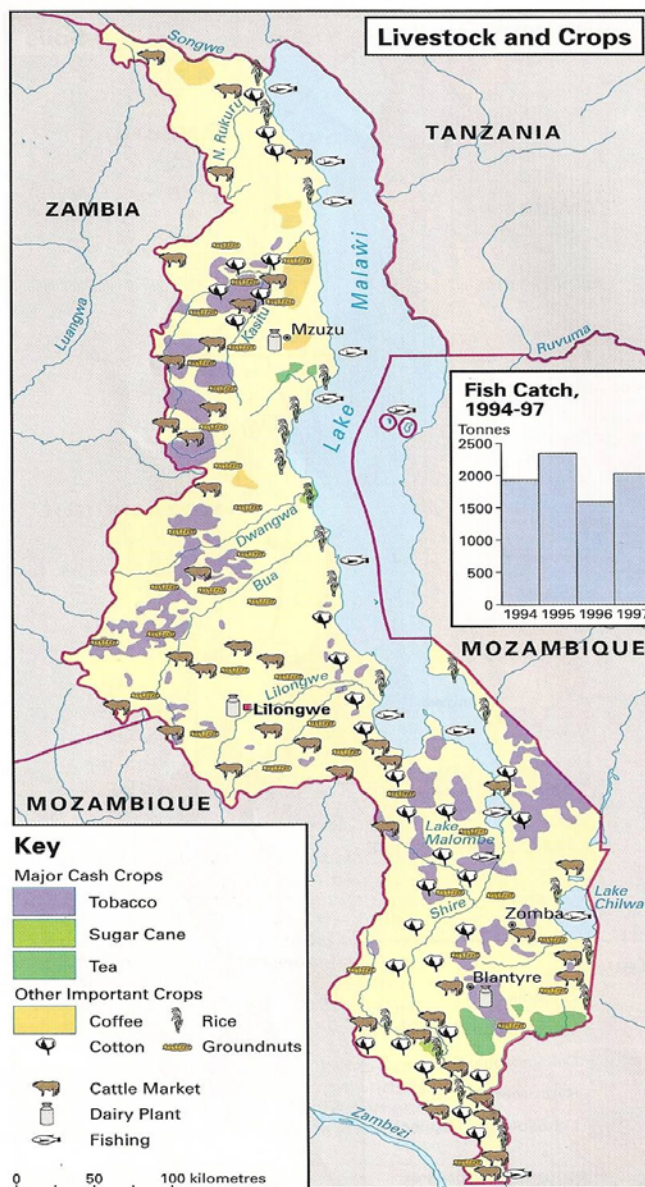 Livestock and Crops
Songwe
TANZANIA
N. Rukuru
ZAMBIA
Malaŵi
Luangwa
Kasitu
Mzuzu
Ruvuma
Lake
Fish Catch,
1994-97
Tonnes
2500
2000
1500
1000
500
0
1994 1995 1996 1997
Dwangwa
Bua
MOZAMBIQUE
Lilongwe
Lilongwe
MOZAMBIQUE
Lake
Malombe
Shire
Zomba
Lake
Chilwa
Blantyre
Key
Major Cash Crops
Tobacco
Sugar Cane
Tea
Other Important Crops
Coffee Rice
Cotton Groundnuts
Cattle Market
Dairy Plant
Fishing
Zambezi
0 50 100 kilometres